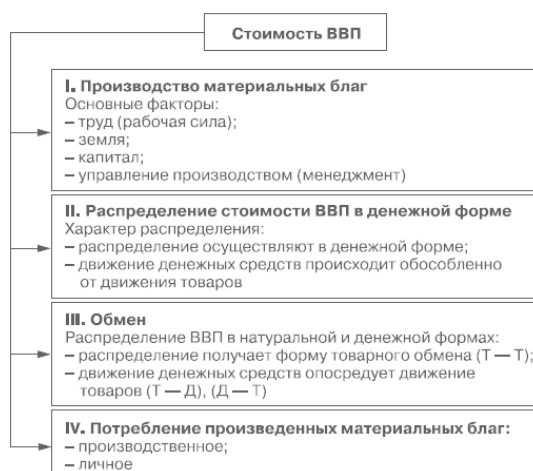 Стоимость ВВП
I. Производство материальных благ
Основные факторы:
– труд (рабочая сила);
– земля;
– капитал;
– управление производством (менеджмент)
II. Распределение стоимости ВВП в денежной форме
Характер распределения:
– распределение осуществляют в денежной форме;
– движение денежных средств происходит обособленно
от движения товаров
III. Обмен
Распределение ВВП в натуральной и денежной формах:
– распределение получает форму товарного обмена (Т — Т);
– движение денежных средств опосредует движение
товаров (Т — Д), (Д — Т)
IV. Потребление произведенных материальных благ:
– производственное;
– личное